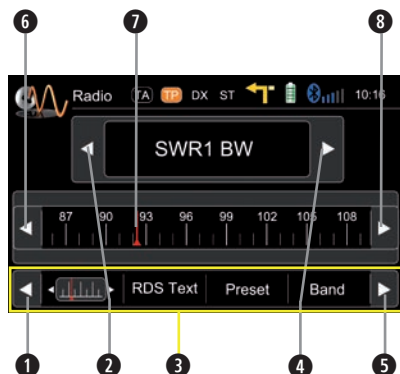 6 7 8
Radio TA TP DX ST 10:16
SWR1 BW
87 90 93 96 99 102 105 108
RDS Text Preset Band
1 2 3 4 5